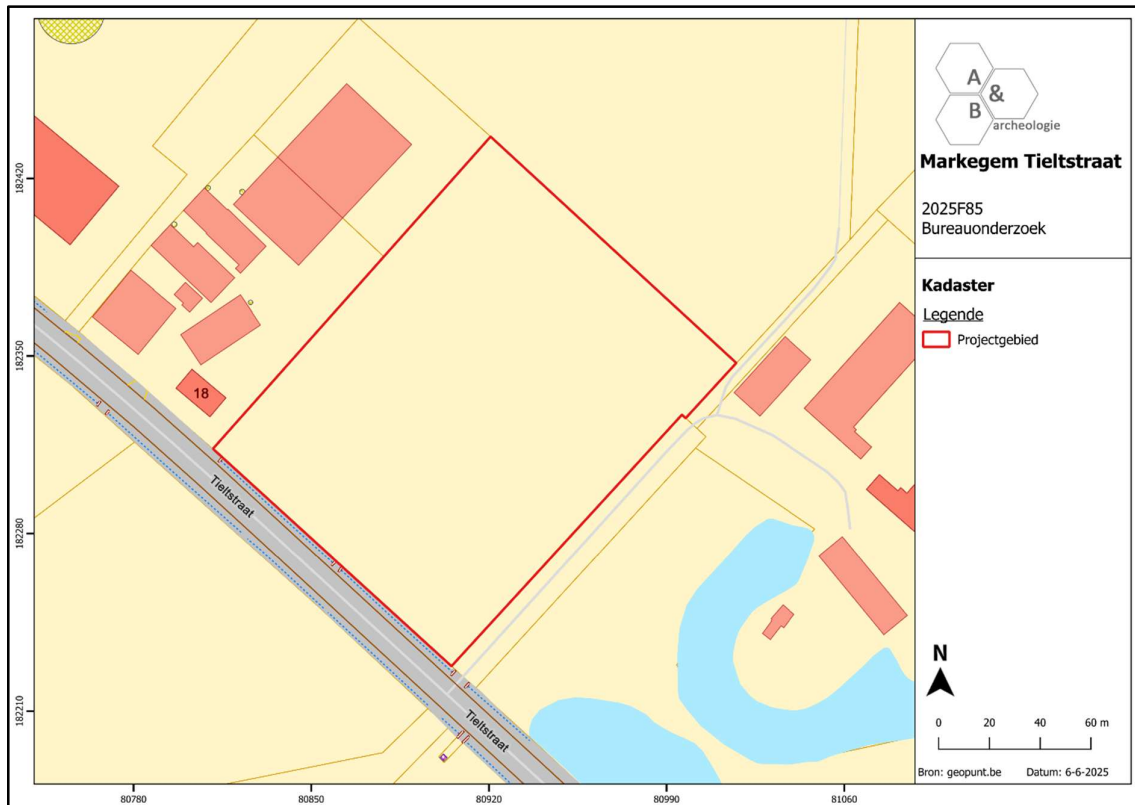 A
&
B
archeologie
Markegem Tieltstraat
2025F85
Bureauonderzoek
Kadaster
Legende
Projectgebied
N
0 20 40 60 m
Bron: geopunt.be Datum: 6-6-2025
182420
182350
182280
182210
80780 80850 80920 80990 81060
18
Tieltstraat
Tieltstraat